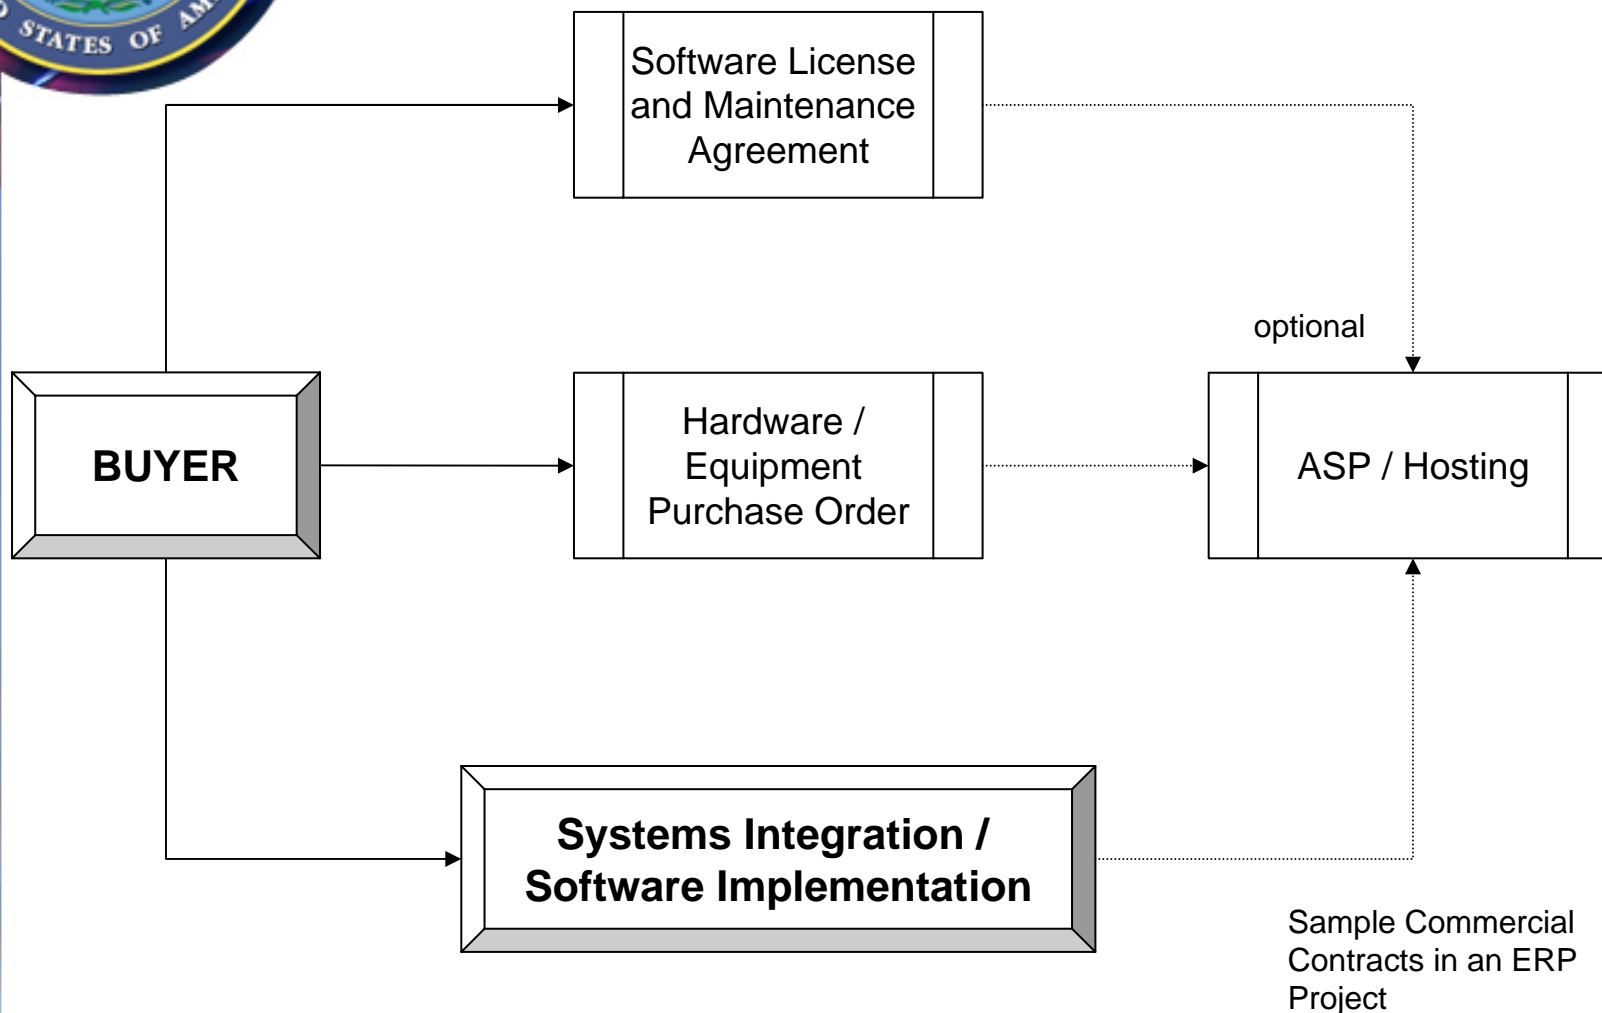 STATES OF
Software License
and Maintenance
Agreement
optional
BUYER
Hardware /
Equipment
Purchase Order
ASP / Hosting
Systems Integration /
Software Implementation
Sample Commercial
Contracts in an ERP
Project